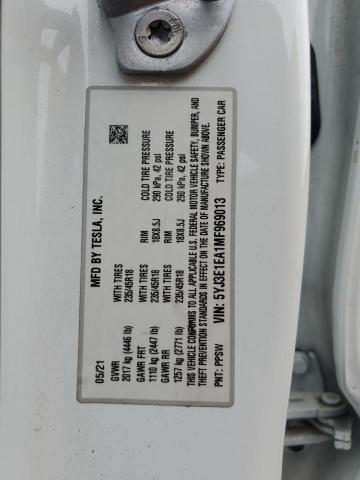 MFD BY TESLA, INC.
05/21
GVWR
2017 kg (4446 lb)
GAWR FRT WITH TIRES RIM COLD TIRE PRESSURE
1110 kg (2447 lb) 235/45R18 18X8.5J 290 kPa, 42 psi
GAWR RR WITH TIRES RIM COLD TIRE PRESSURE
1257 kg (2771 lb) 235/45R18 18X8.5J 290 kPa, 42 psi
THIS VEHICLE CONFORMS TO ALL APPLICABLE U.S. FEDERAL MOTOR VEHICLE SAFETY, BUMPER, AND
THEFT PREVENTION STANDARDS IN EFFECT ON THE DATE OF MANUFACTURE SHOWN ABOVE.
PNT: PPSW VIN: 5YJ3E1EA1MF969013 TYPE: PASSENGER CAR